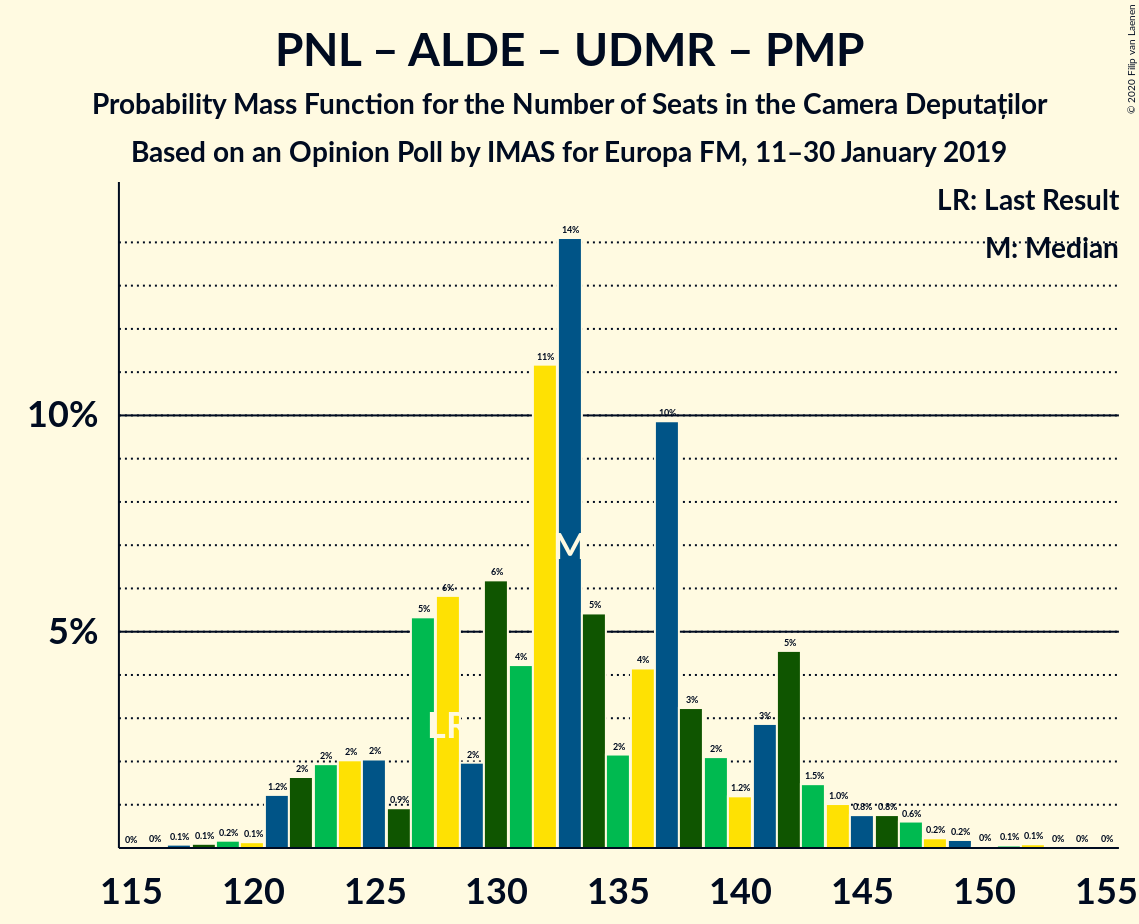 PNL – ALDE – UDMR – PMP
Probability Mass Function for the Number of Seats in the Camera Deputaților
Based on an Opinion Poll by IMAS for Europa FM, 11–30 January 2019
© 2020 Filip van Laenen
LR: Last Result
M: Median
10%
5%
0% 0% 0.1% 0.1% 0.2% 0.1% 1.2% 2% 2% 2% 2% 0.9% 5% 6% 2% 6% 4% 11% 14% 5% 2% 4% 10% 3% 2% 1.2% 3% 5% 1.5% 1.0% 0.8% 0.8% 0.6% 0.2% 0.2% 0% 0.1% 0.1% 0% 0% 0%
LR
M
115 120 125 130 135 140 145 150 155